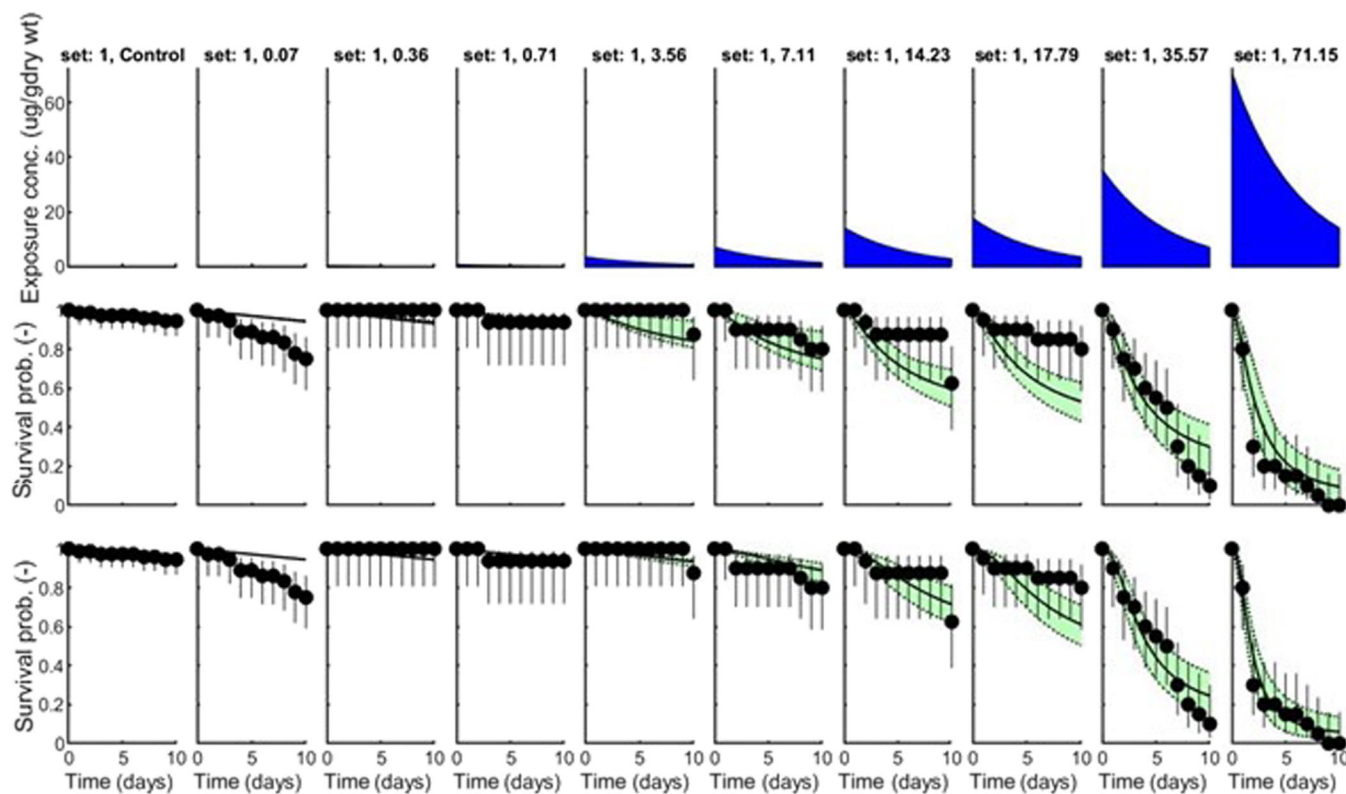 set: 1, Control set: 1, 0.07 set: 1, 0.36 set: 1, 0.71 set: 1, 3.56 set: 1, 7.11 set: 1, 14.23 set: 1, 17.79 set: 1, 35.57 set: 1, 71.15
Exposure conc. (ug/gdry wt)
60
40
20
0
Survival prob. (-)
1
0.8
0.6
0.4
0.2
0
Survival prob. (-)
1
0.8
0.6
0.4
0.2
0
0 5 10 0 5 10 0 5 10 0 5 10 0 5 10 0 5 10 0 5 10 0 5 10 0 5 10 0 5 10
Time (days) Time (days) Time (days) Time (days) Time (days) Time (days) Time (days) Time (days) Time (days) Time (days)